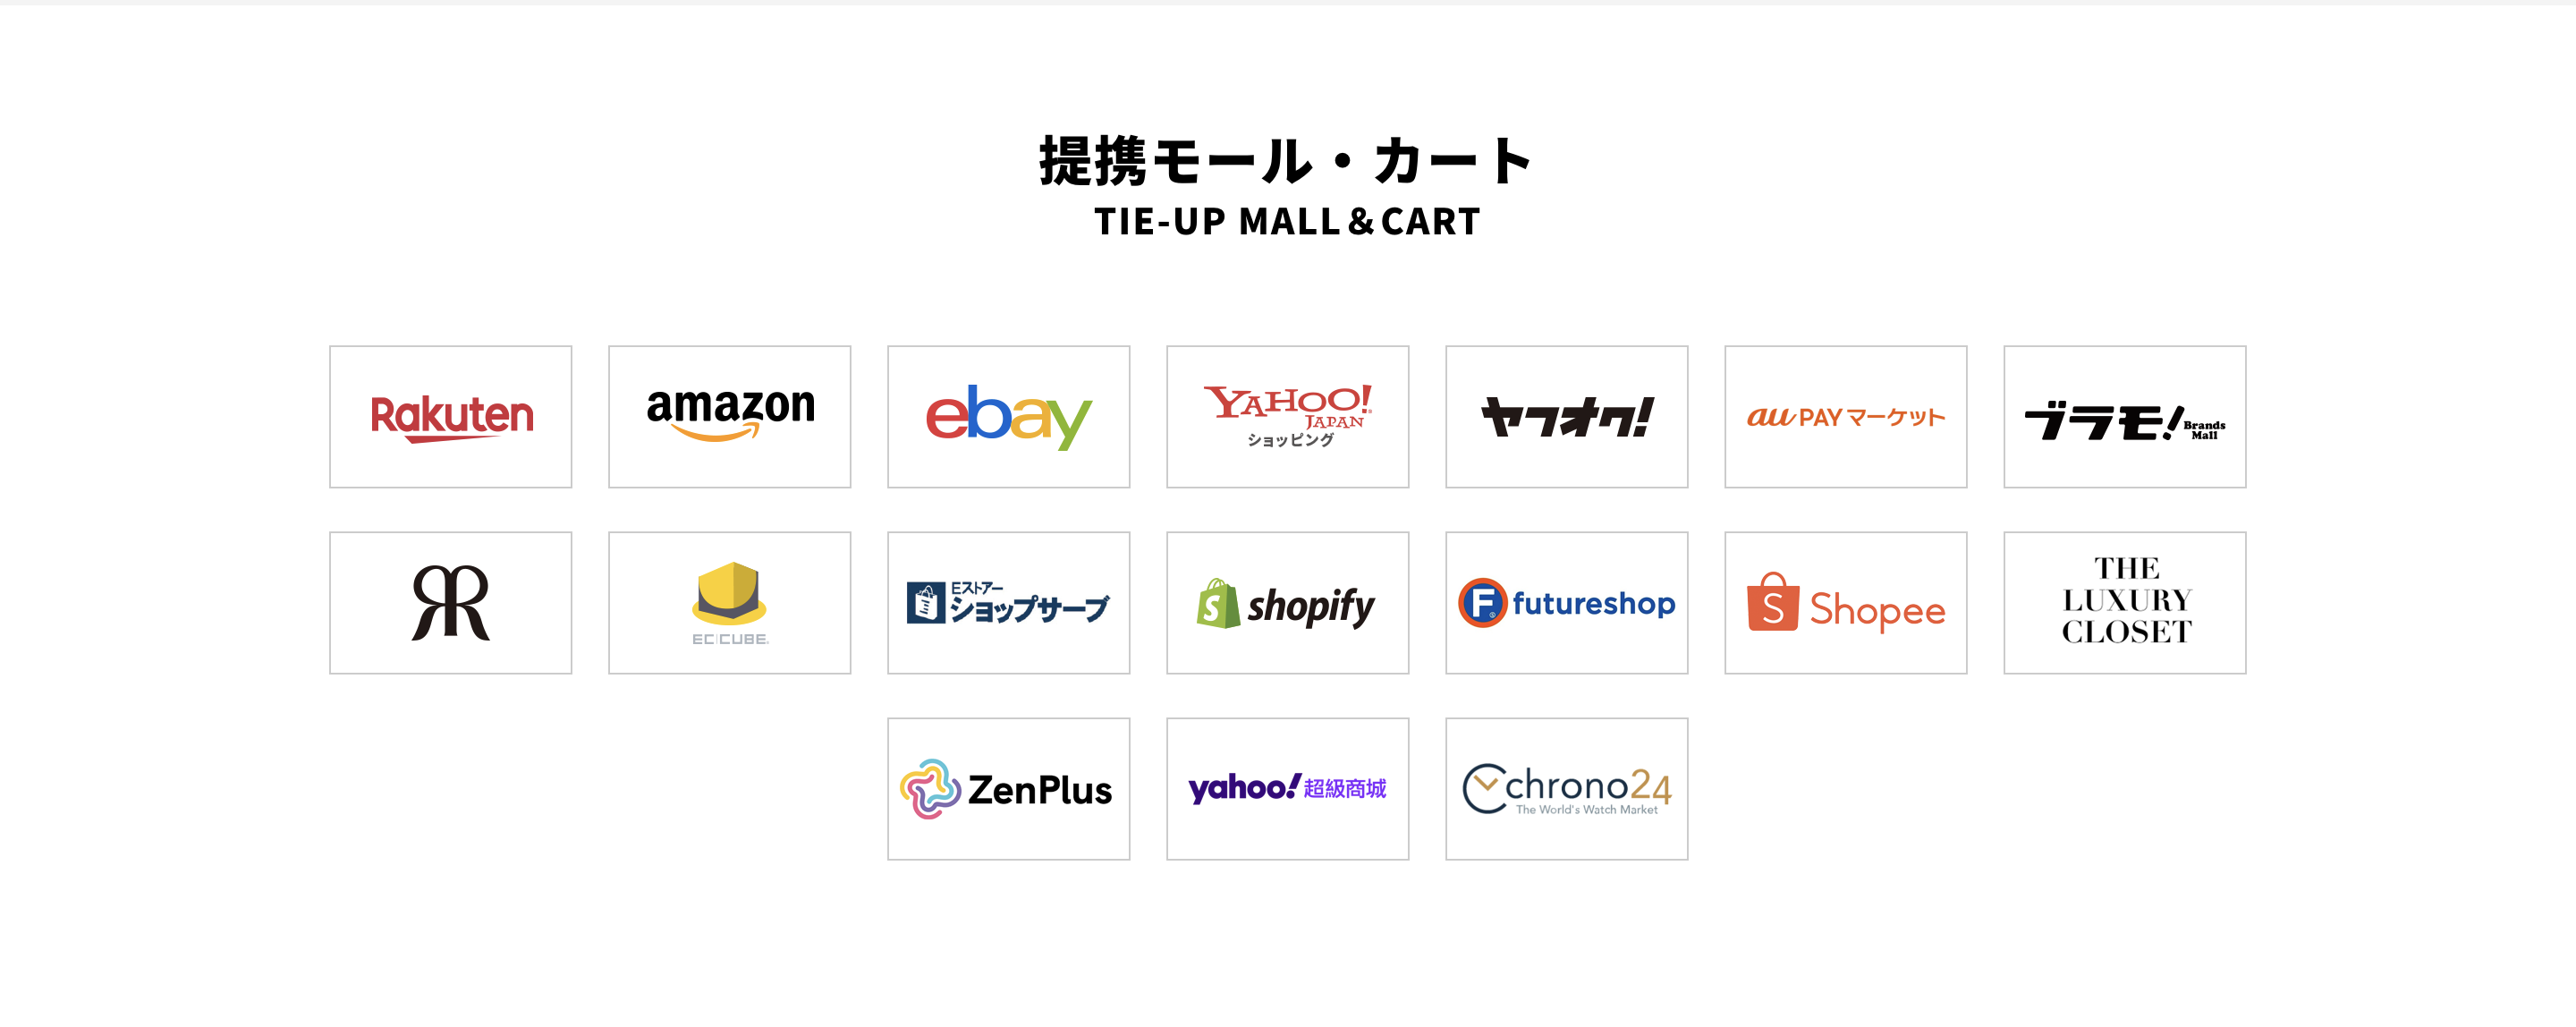 提携モール・カート
TIE-UP MALL&CART
Rakuten
amazon
ebay
YAHOO!
JAPAN
ショッピング
ヤフオク!
au PAY マーケット
ブラモ! Brands
Mall
RR
EC-CUBE
Eストアー
ショップサーブ
S shopify
F futureshop
S Shopee
THE
LUXURY
CLOSET
ZenPlus
yahoo! 超級商城
chrono24
The World's Watch Market